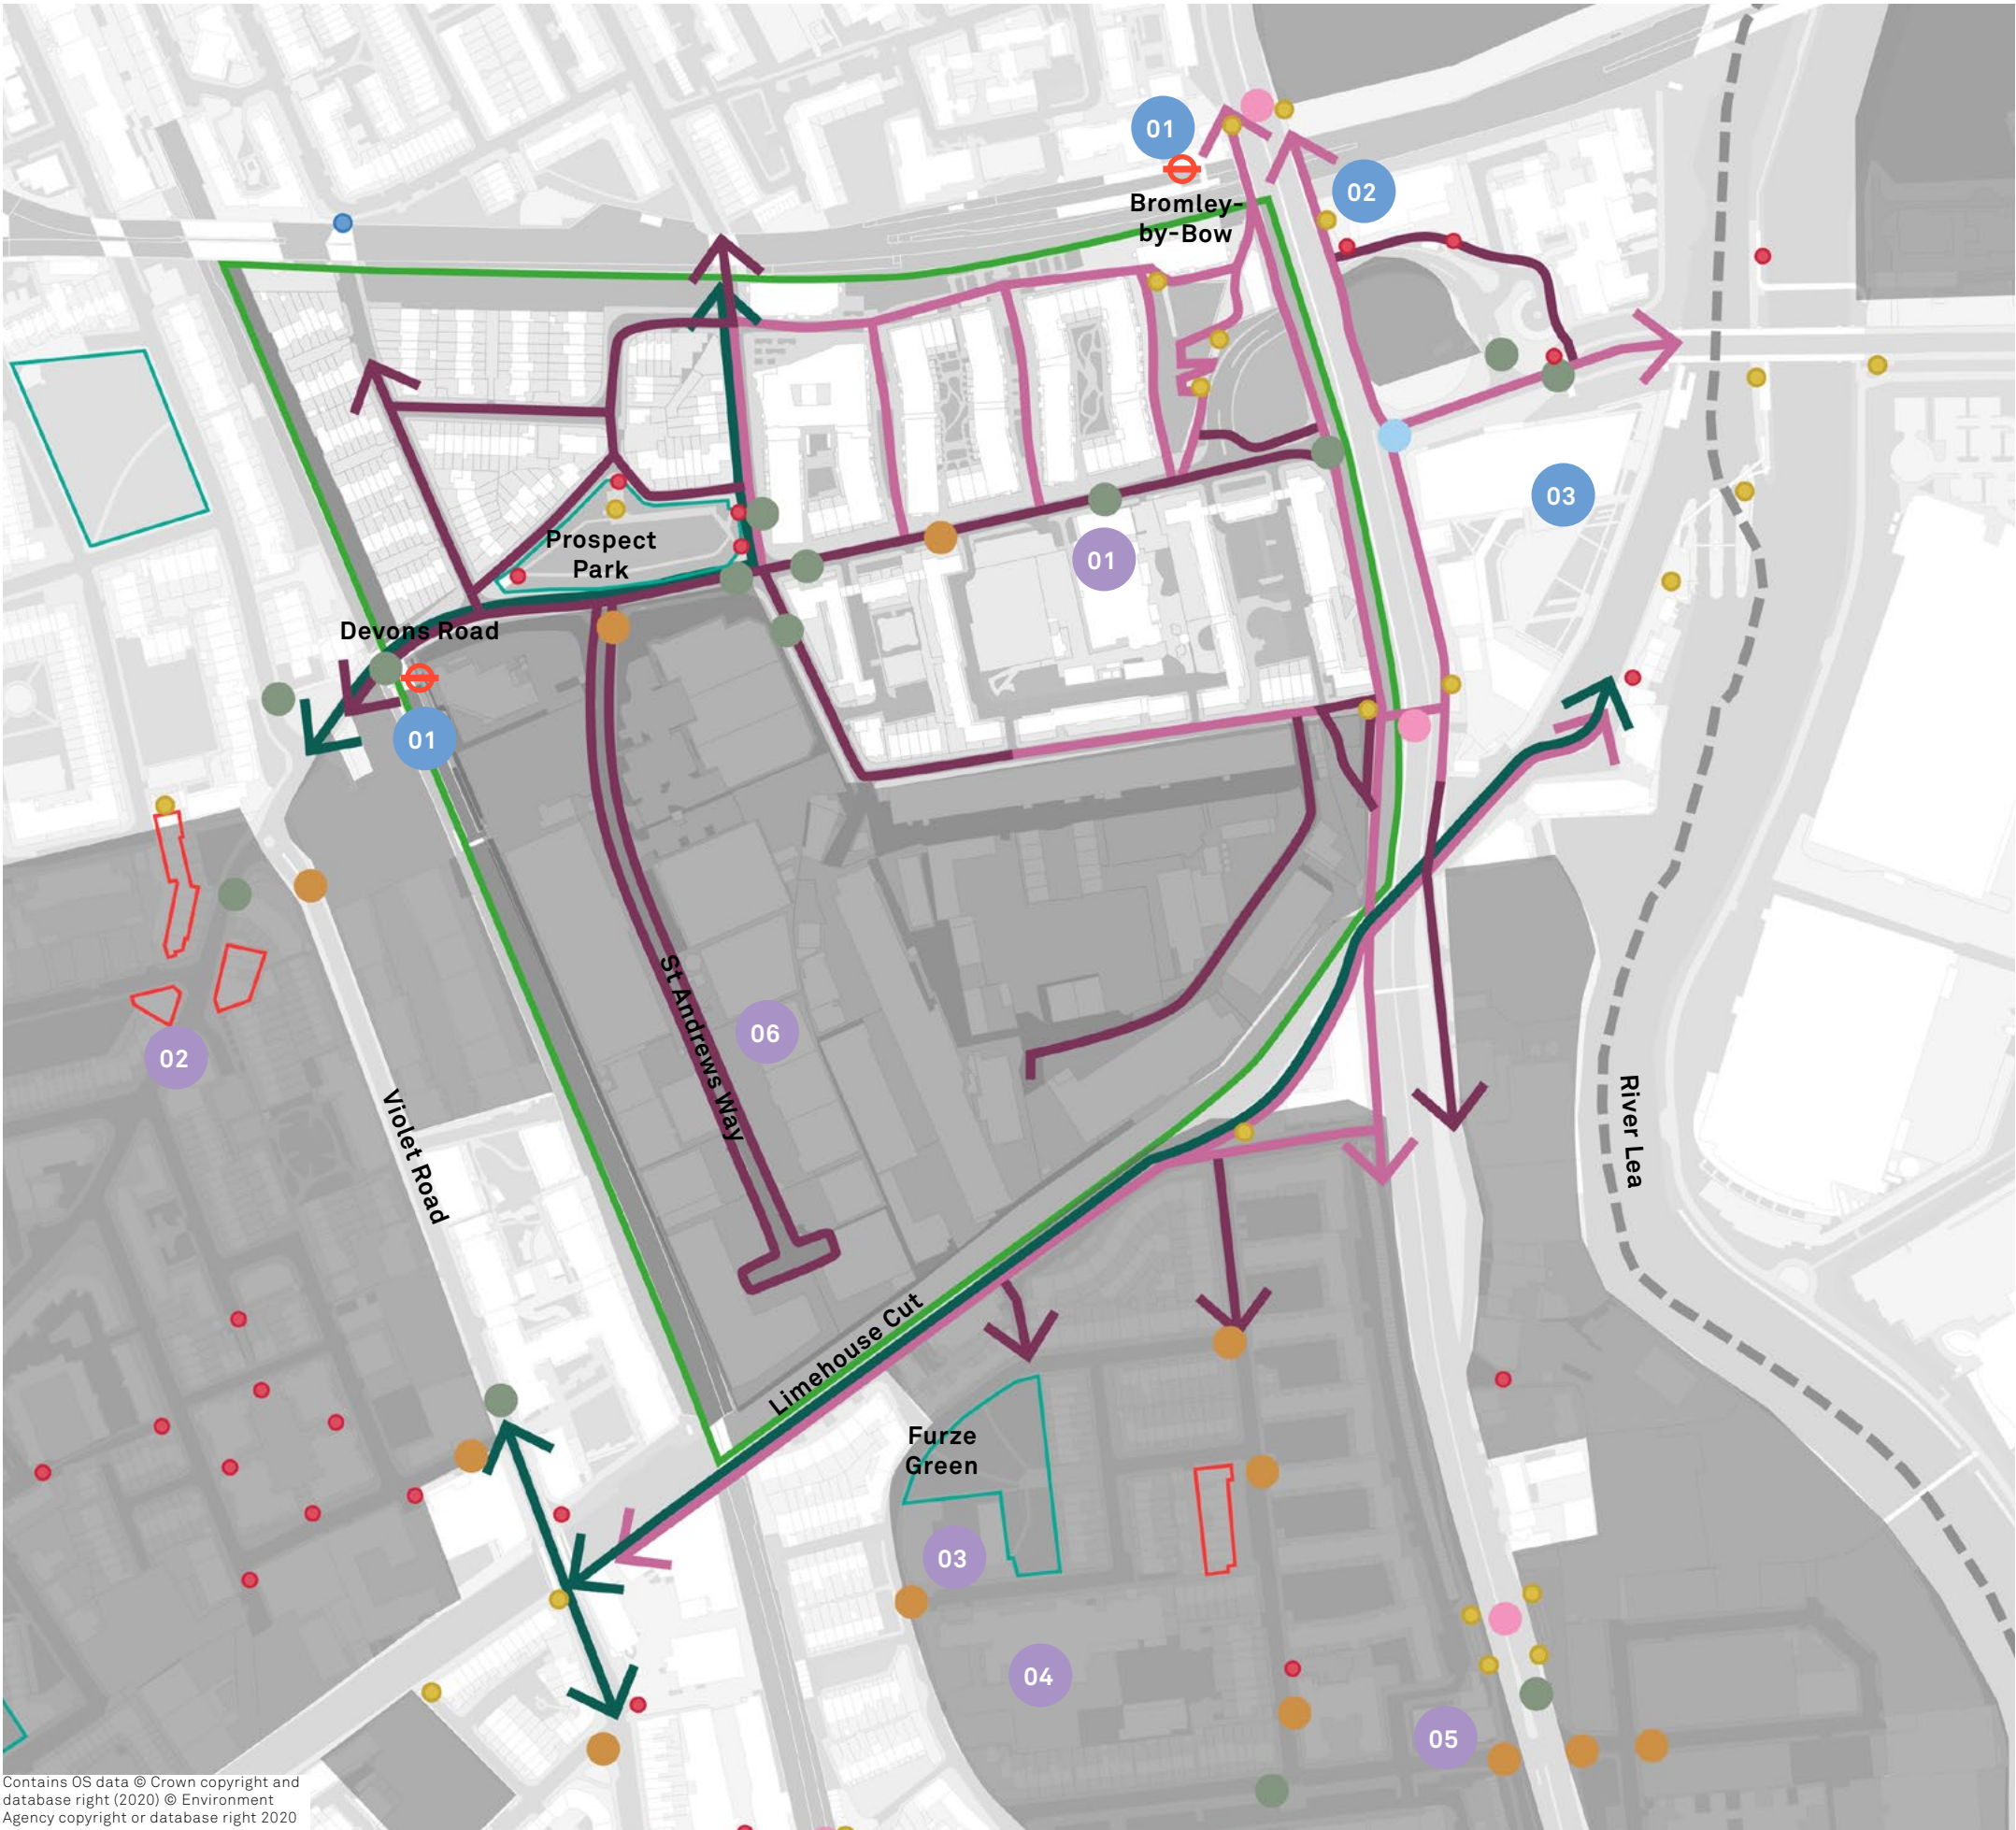 01
02
Bromley-
by-Bow
03
Prospect
Park
01
Devons Road
01
St Andrews Way
06
02
Violet Road
River Lea
Limehouse Cut
Furze
Green
03
04
05
Contains OS data © Crown copyright and
database right (2020) © Environment
Agency copyright or database right 2020